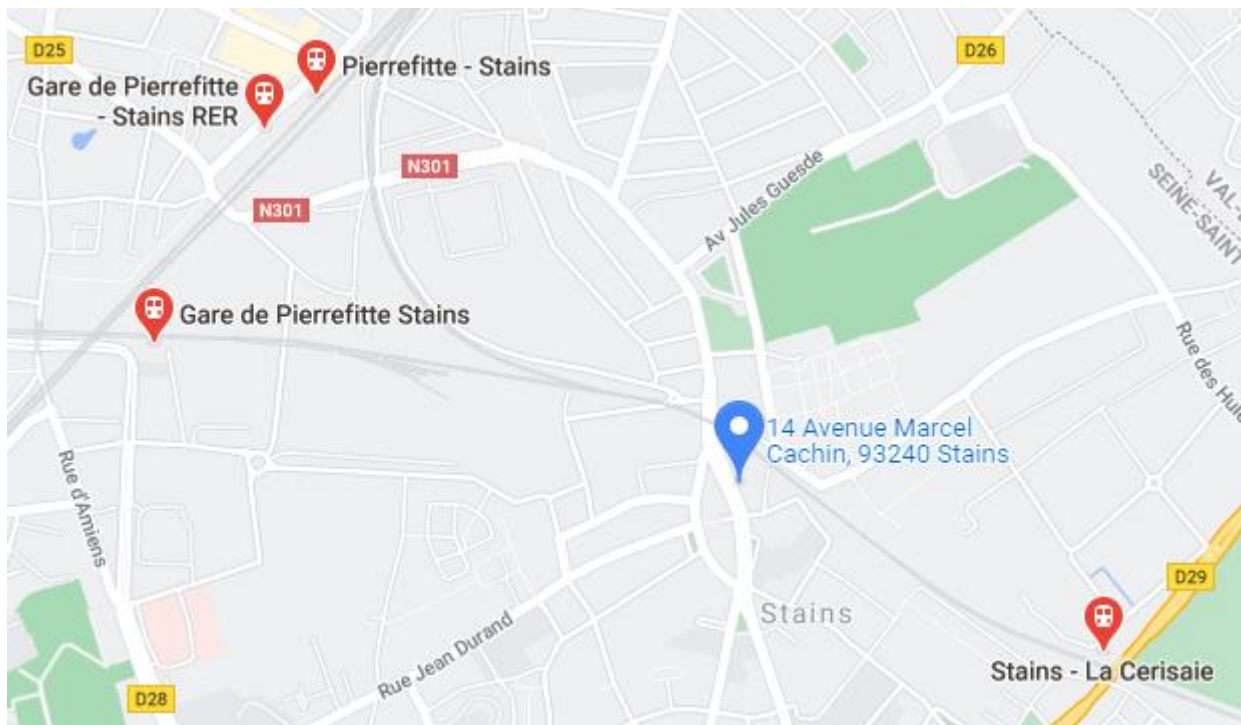 D25
Pierrefitte - Stains
D26
Gare de Pierrefitte
- Stains RER
N301
N301
Av Jules Guesde
VAL-
SEINE-SAINT
Gare de Pierrefitte Stains
Rue des Hui
14 Avenue Marcel
Cachin, 93240 Stains
Rue d'Amiens
D29
Stains
Rue Jean Durand
Stains - La Cerisaie
D28